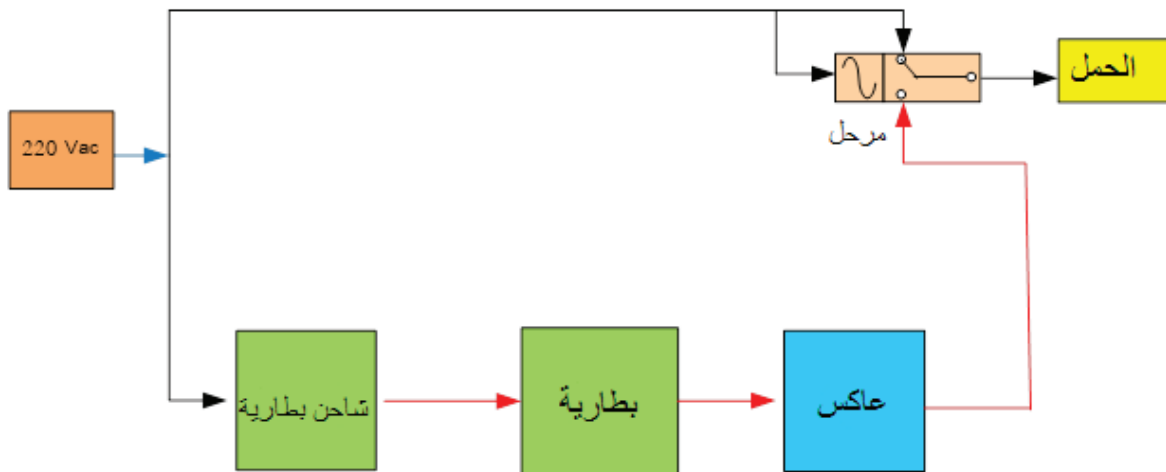 الحمل
مرحل
220 Vac
شاحن بطارية
بطارية
عاكس